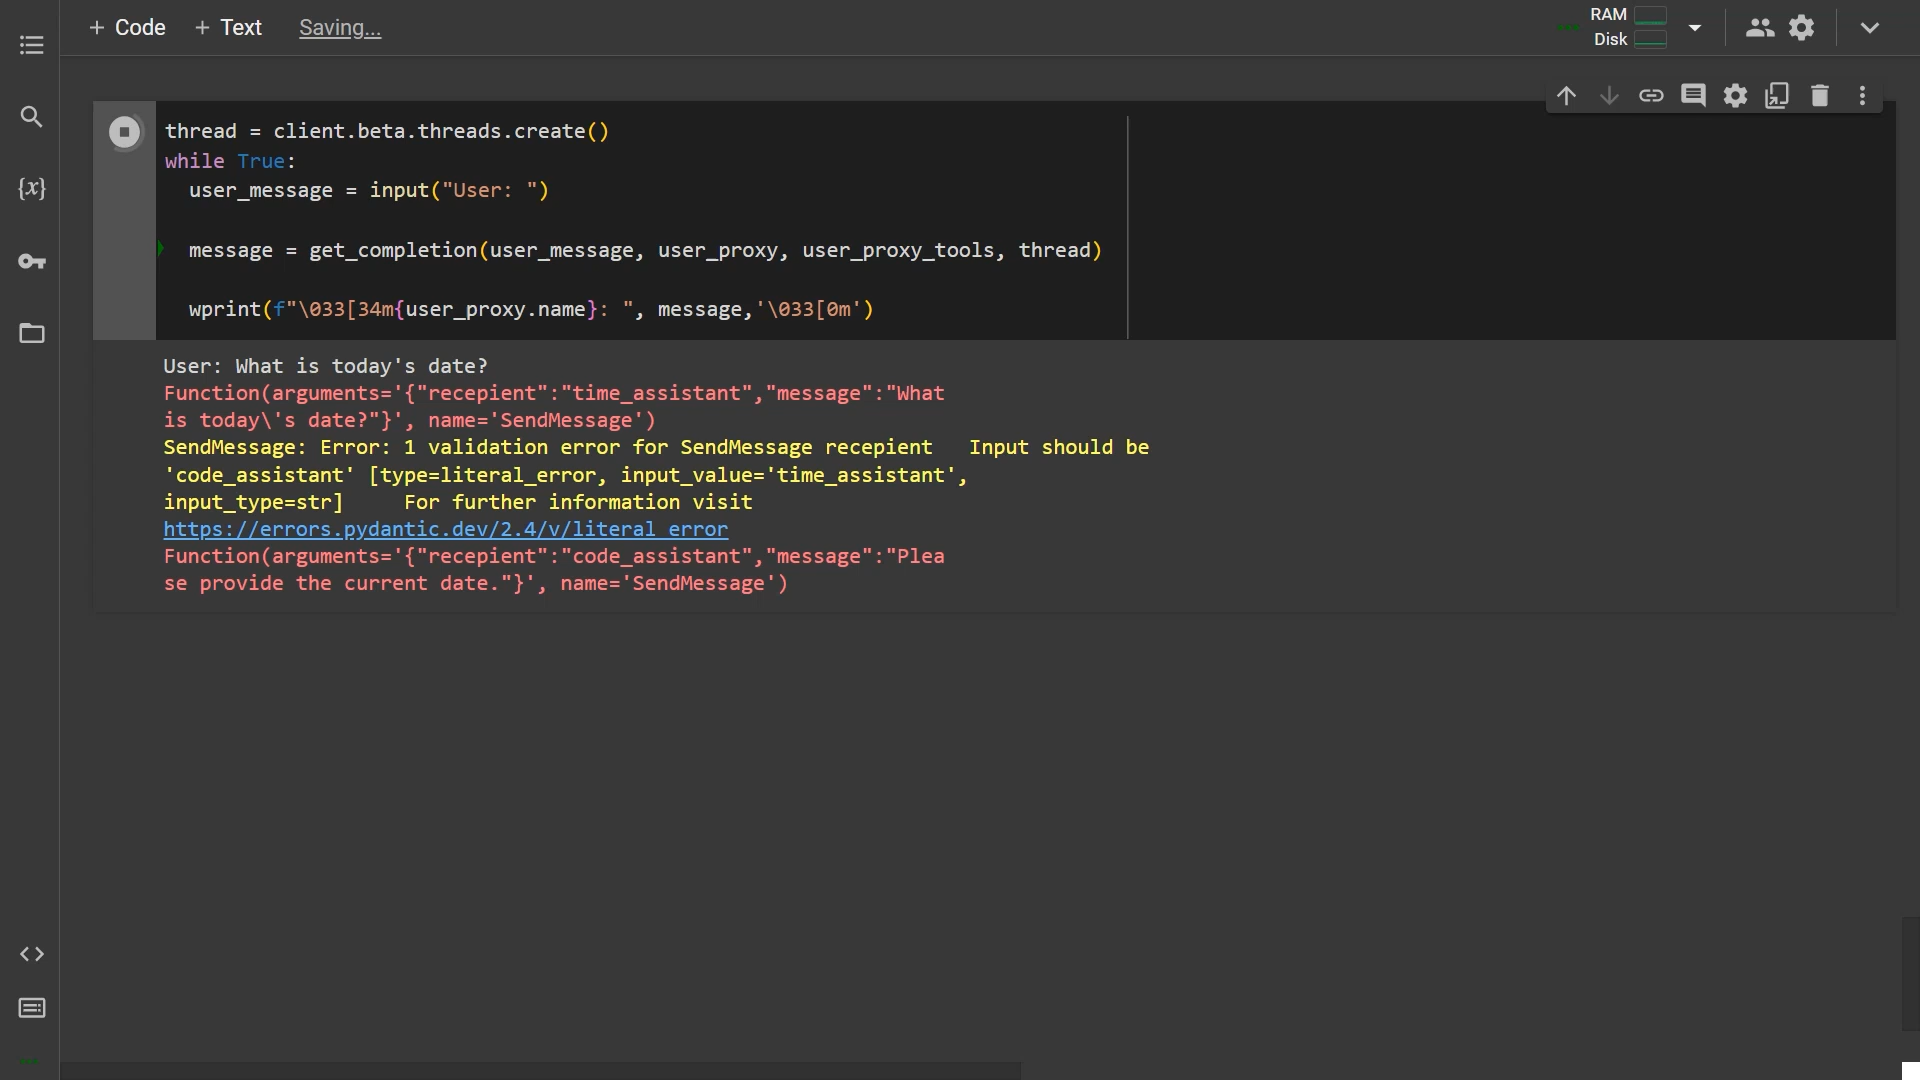 + Code + Text Saving...
RAM
Disk
{x}
thread = client.beta.threads.create()
while True:
  user_message = input("User: ")
  message = get_completion(user_message, user_proxy, user_proxy_tools, thread)
  wprint(f"\033[34m{user_proxy.name}: ", message,'\033[0m')
User: What is today's date?
Function(arguments='{"recepient":"time_assistant","message":"What
is today\'s date?"}', name='SendMessage')
SendMessage: Error: 1 validation error for SendMessage recepient   Input should be
'code_assistant' [type=literal_error, input_value='time_assistant',
input_type=str]     For further information visit
https://errors.pydantic.dev/2.4/v/literal_error
Function(arguments='{"recepient":"code_assistant","message":"Plea
se provide the current date."}', name='SendMessage')